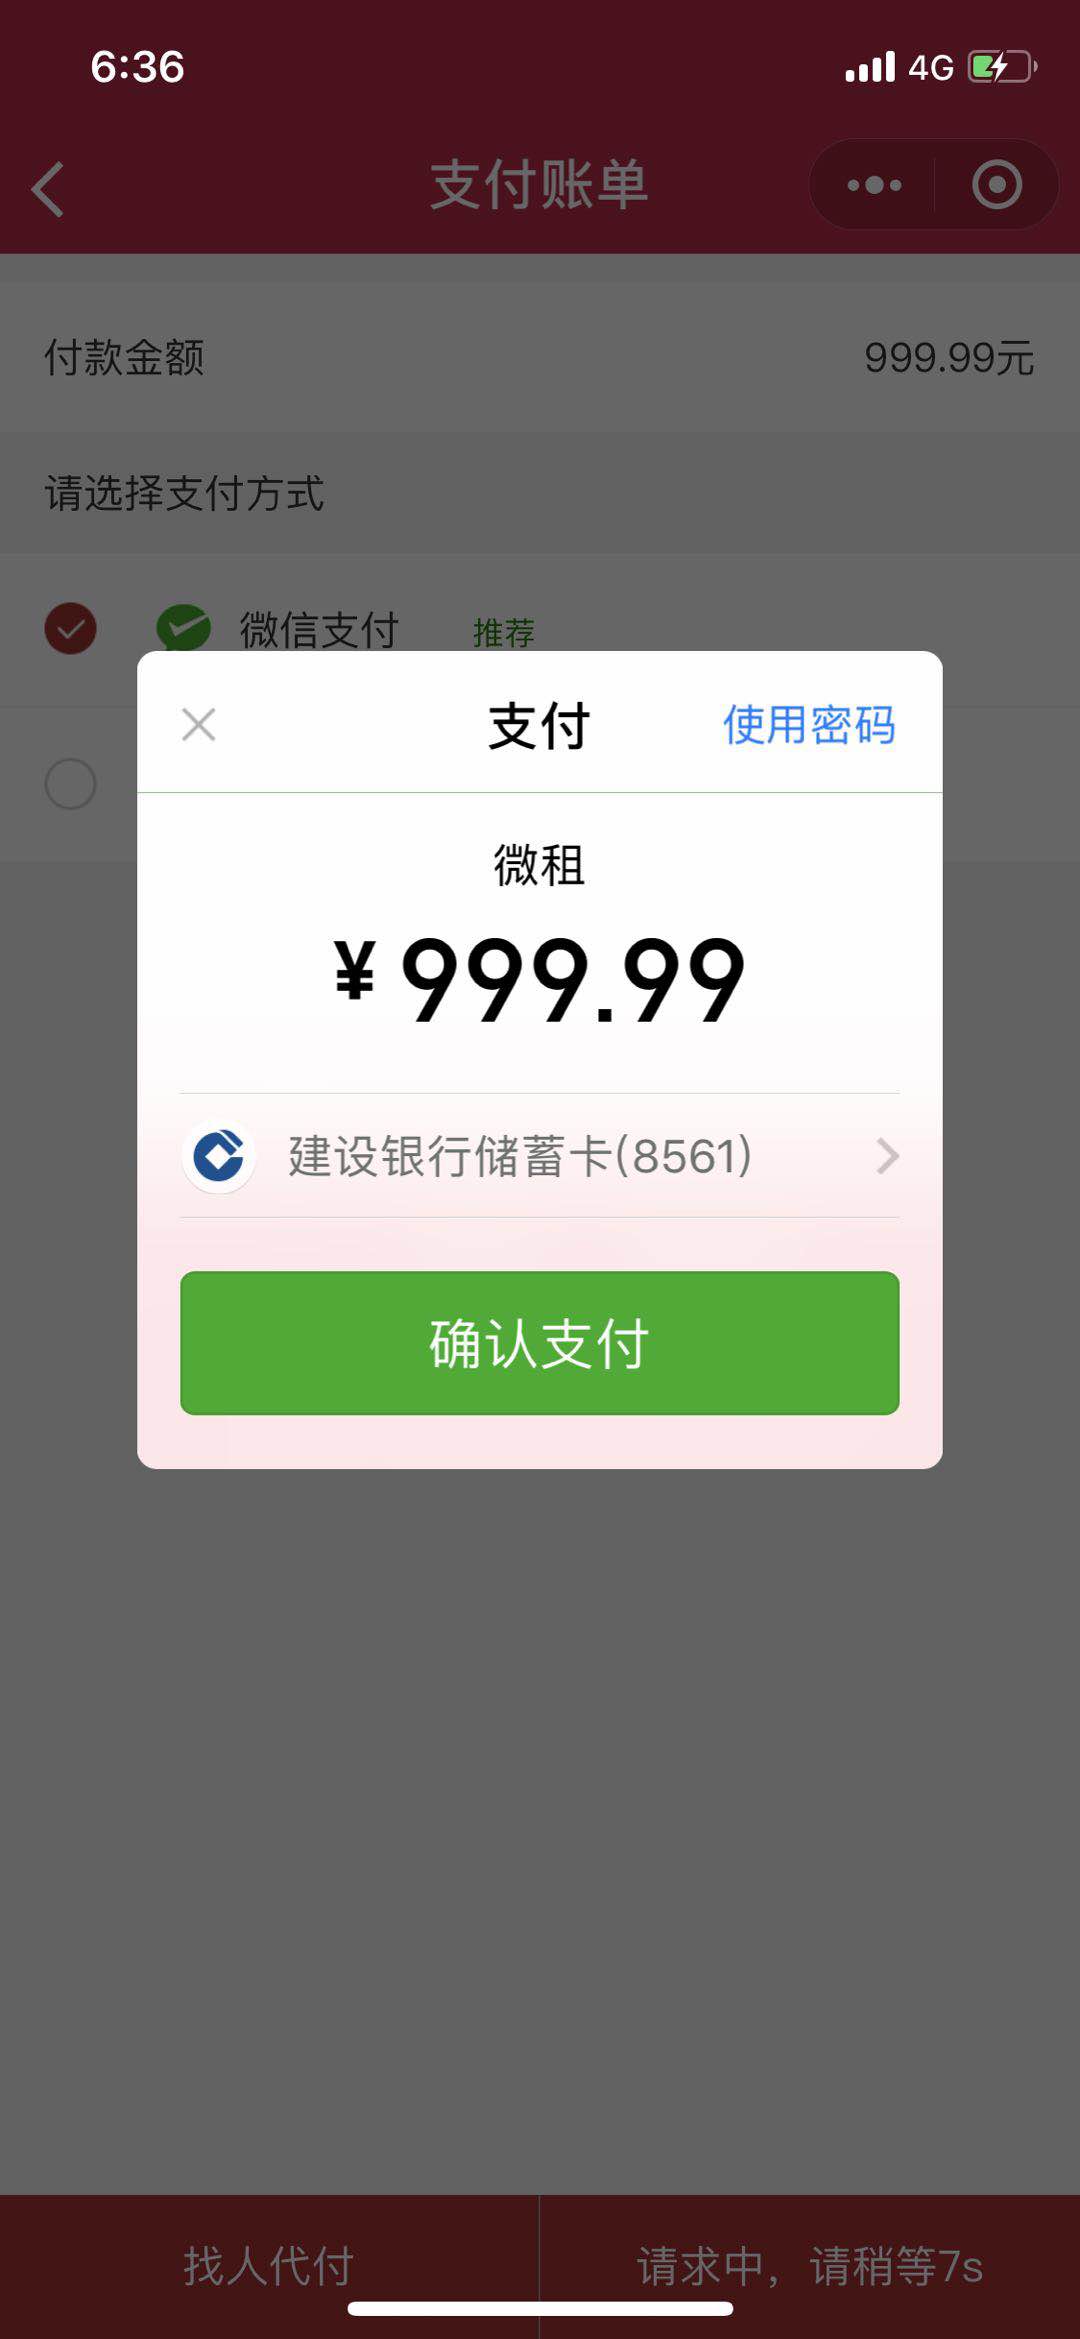 6:36
4G
支付账单
付款金额
999.99元
请选择支付方式
微信支付 推荐
支付
使用密码
微租
¥999.99
建设银行储蓄卡(8561)
确认支付
找人代付
请求中，请稍等7s